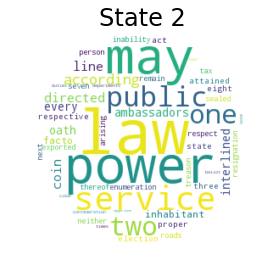 State 2
inability act
person
may
line
remain
tax
according
attained
every
seven
eight
public
one
directed
ambassadors
sealed
respective
oath
law
arising
facto
exported
respect
next
power
interlined
resignation
coin
state
treason
service
thereof
enumeration
three
inhabitant
two
neither
proper
roads
election
times